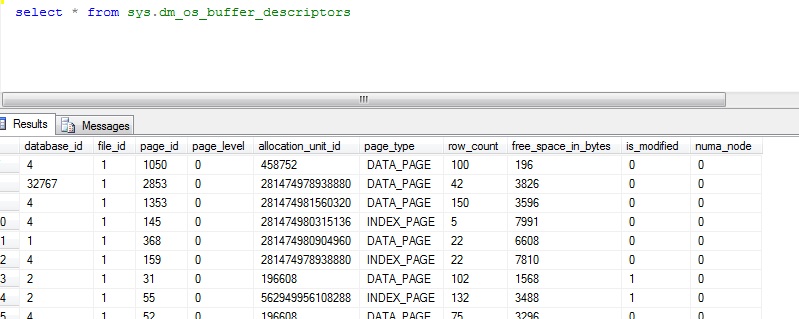 select * from sys.dm_os_buffer_descriptors
Results Messages
database_id file_id page_id page_level allocation_unit_id page_type row_count free_space_in_bytes is_modified numa_node
4 1 1050 0 458752 DATA_PAGE 100 196 0 0
32767 1 2853 0 281474978938880 DATA_PAGE 42 3826 0 0
4 1 1353 0 281474981560320 DATA_PAGE 150 3596 0 0
0 4 1 145 0 281474980315136 INDEX_PAGE 5 7991 0 0
1 1 1 368 0 281474980904960 DATA_PAGE 22 6608 0 0
2 4 1 159 0 281474978938880 INDEX_PAGE 22 7810 0 0
3 2 1 31 0 196608 DATA_PAGE 102 1568 1 0
4 2 1 55 0 562949956108288 INDEX_PAGE 132 3488 1 0
5 4 1 52 0 196608 DATA_PAGE 75 3296 0 0